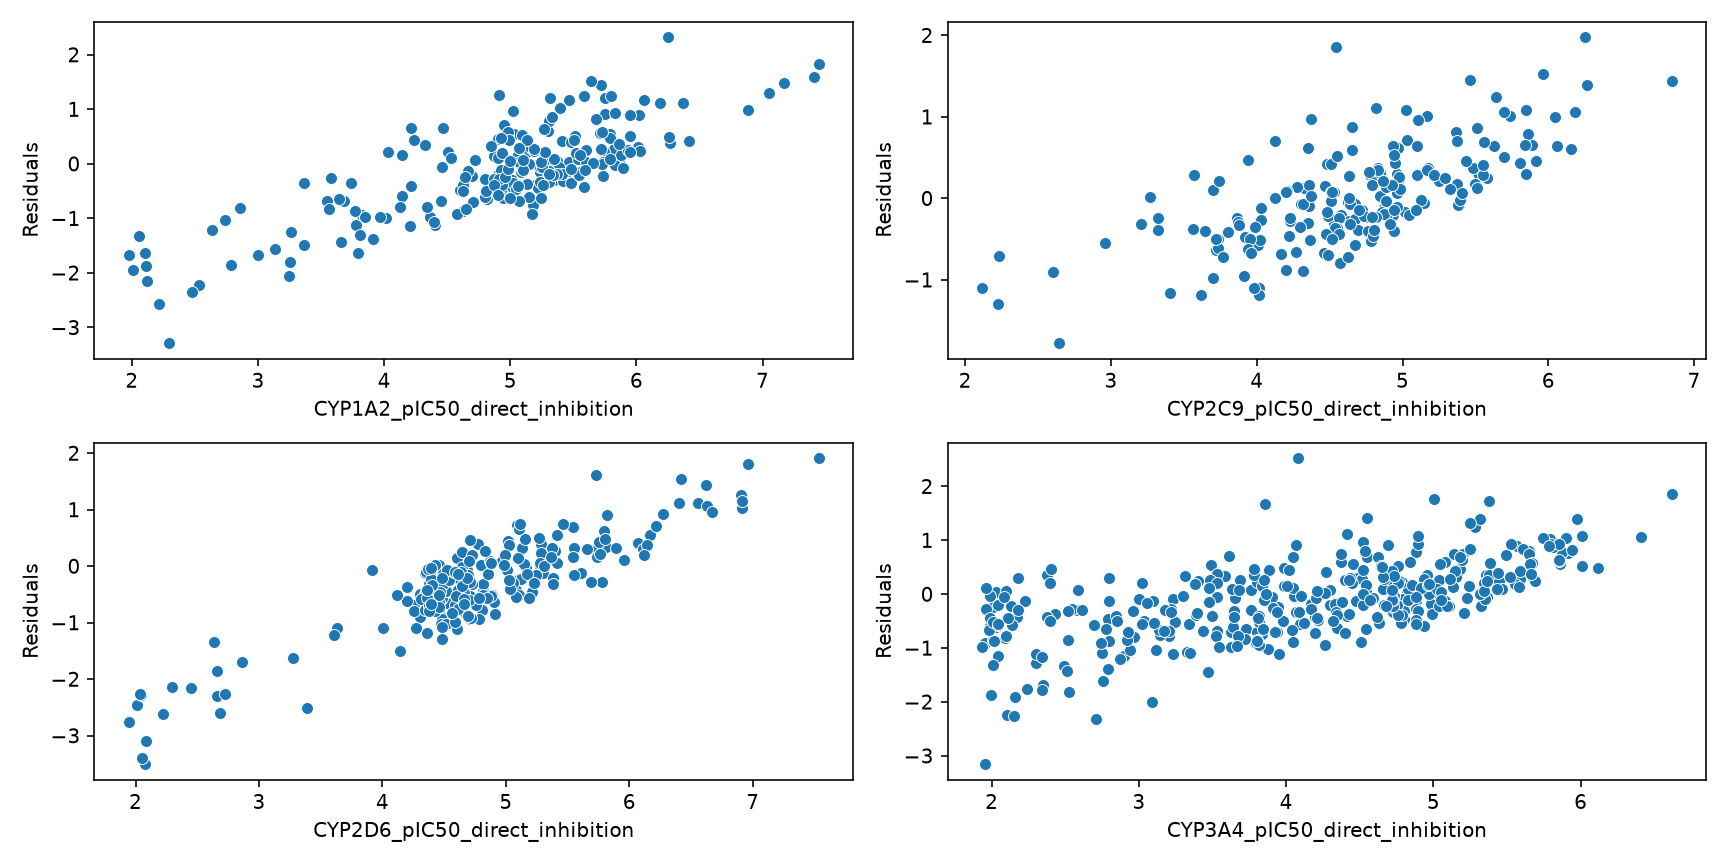 2
1
0
−1
−2
−3
Residuals
2 3 4 5 6 7
CYP1A2_pIC50_direct_inhibition
2
1
0
−1
Residuals
2 3 4 5 6 7
CYP2C9_pIC50_direct_inhibition
2
1
0
−1
−2
−3
Residuals
2 3 4 5 6 7
CYP2D6_pIC50_direct_inhibition
2
1
0
−1
−2
−3
Residuals
2 3 4 5 6
CYP3A4_pIC50_direct_inhibition